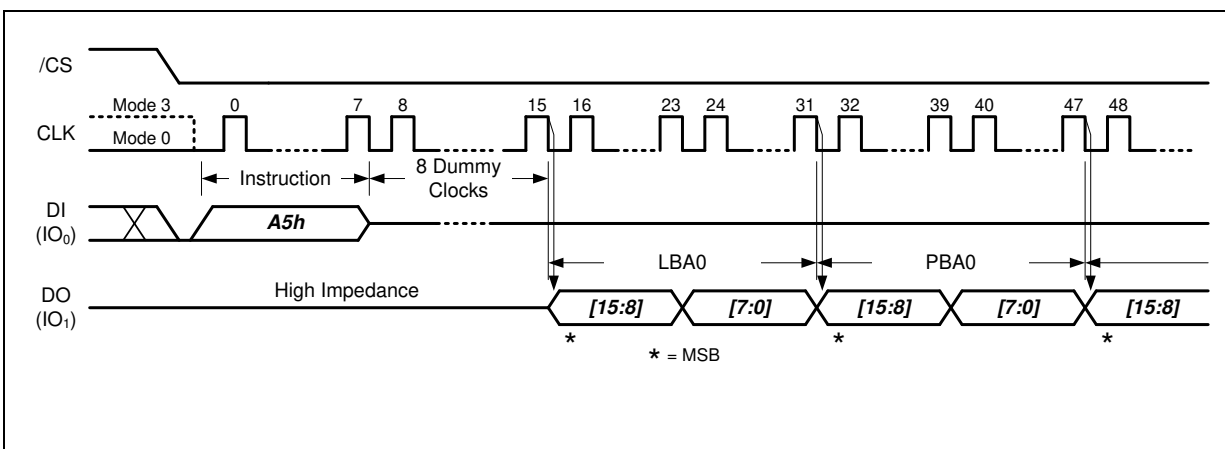 /CS
Mode 3
Mode 0
CLK
0 7 8 15 16 23 24 31 32 39 40 47 48
Instruction
8 Dummy
Clocks
DI
(IO₀)
A5h
LBA0
PBA0
DO
(IO₁)
High Impedance
[15:8] [7:0] [15:8] [7:0] [15:8]
* * *
* = MSB